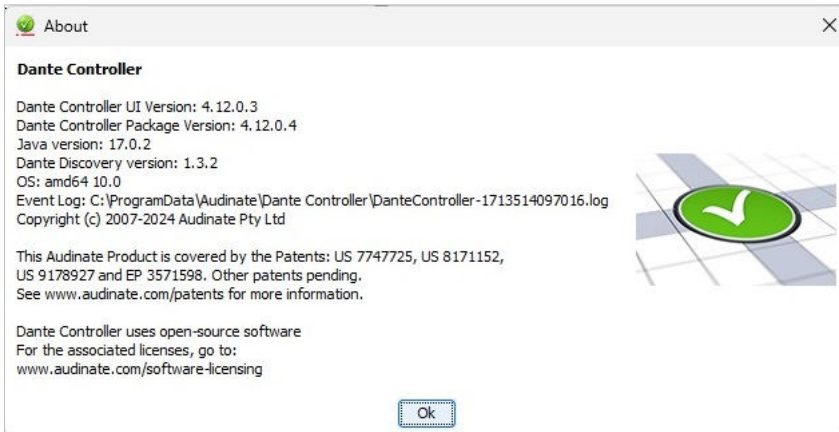 About
Dante Controller
Dante Controller UI Version: 4.12.0.3
Dante Controller Package Version: 4.12.0.4
Java version: 17.0.2
Dante Discovery version: 1.3.2
OS: amd64 10.0
Event Log: C:\ProgramData\Audinate\Dante Controller\DanteController-1713514097016.log
Copyright (c) 2007-2024 Audinate Pty Ltd
This Audinate Product is covered by the Patents: US 7747725, US 8171152,
US 9178927 and EP 3571598. Other patents pending.
See www.audinate.com/patents for more information.
Dante Controller uses open-source software
For the associated licenses, go to:
www.audinate.com/software-licensing
Ok